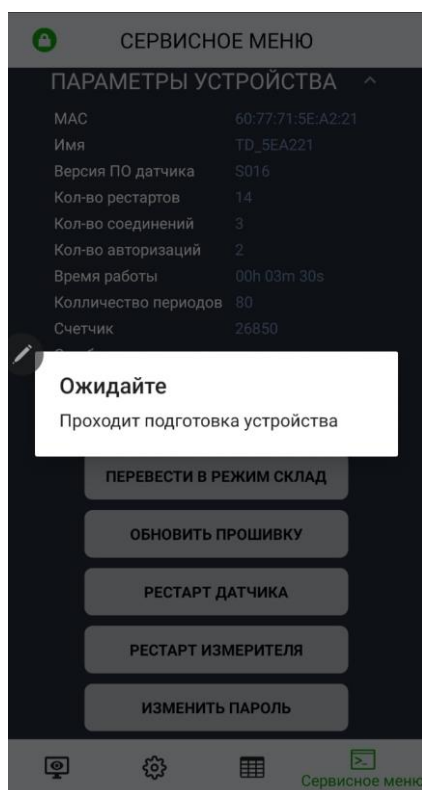 СЕРВИСНОЕ МЕНЮ
ПАРАМЕТРЫ УСТРОЙСТВА
MAC 60:77:71:5E:A2:21
Имя TD_5EA221
Версия ПО датчика S016
Кол-во рестартов 14
Кол-во соединений 3
Кол-во авторизаций 2
Время работы 00h 03m 30s
Колличество периодов 80
Счетчик 26850
Ожидайте
Проходит подготовка устройства
ПЕРЕВЕСТИ В РЕЖИМ СКЛАД
ОБНОВИТЬ ПРОШИВКУ
РЕСТАРТ ДАТЧИКА
РЕСТАРТ ИЗМЕРИТЕЛЯ
ИЗМЕНИТЬ ПАРОЛЬ
Сервисное меню